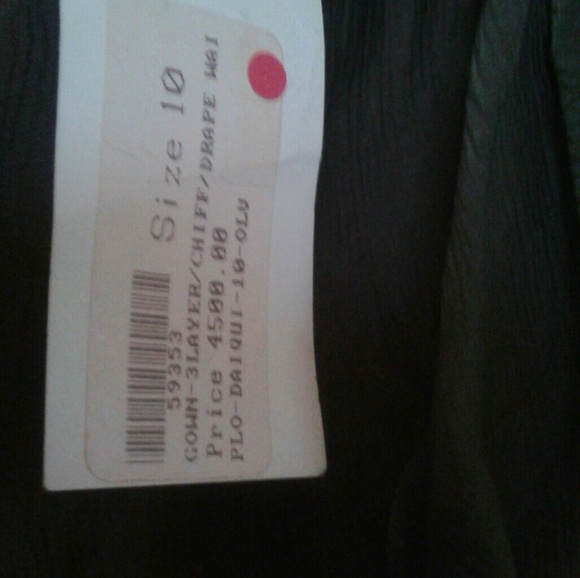 Size 10
59353
GOWN-3LAYER/CHIFF/DRAPE WAI
Price 4500.00
PLO-DAIQUI-10-OLV